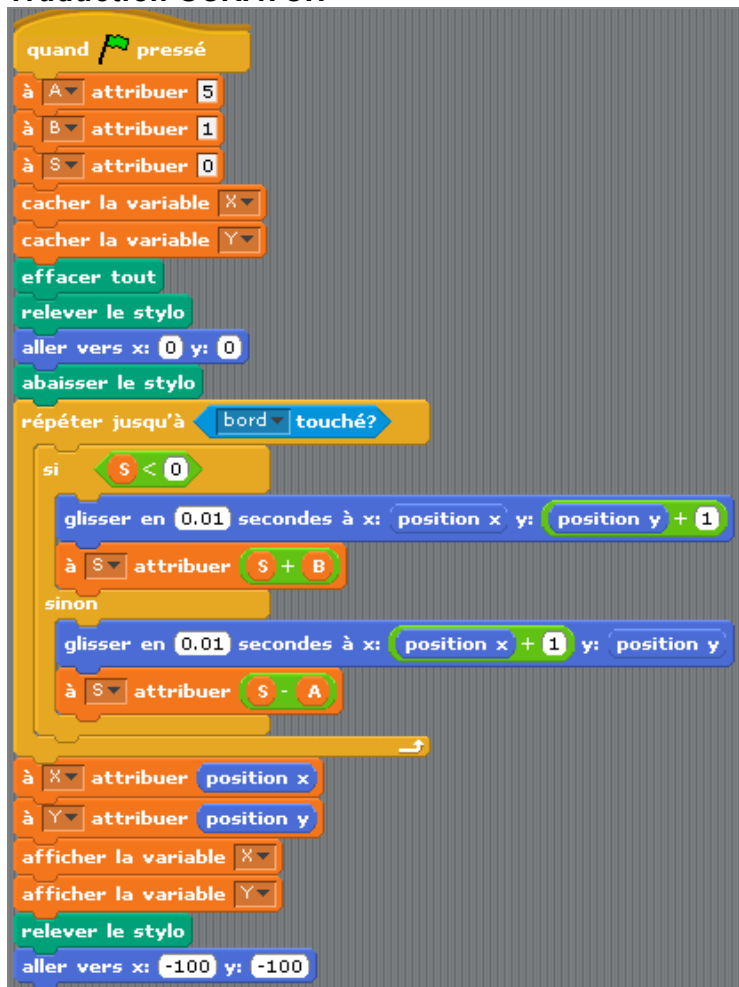 quand pressé
à A attribuer 5
à B attribuer 1
à S attribuer 0
cacher la variable X
cacher la variable Y
effacer tout
relever le stylo
aller vers x: 0 y: 0
abaisser le stylo
répéter jusqu'à bord touché?
si S < 0
glisser en 0.01 secondes à x: position x y: position y + 1
à S attribuer S + B
sinon
glisser en 0.01 secondes à x: position x + 1 y: position y
à S attribuer S - A
à X attribuer position x
à Y attribuer position y
afficher la variable X
afficher la variable Y
relever le stylo
aller vers x: -100 y: -100